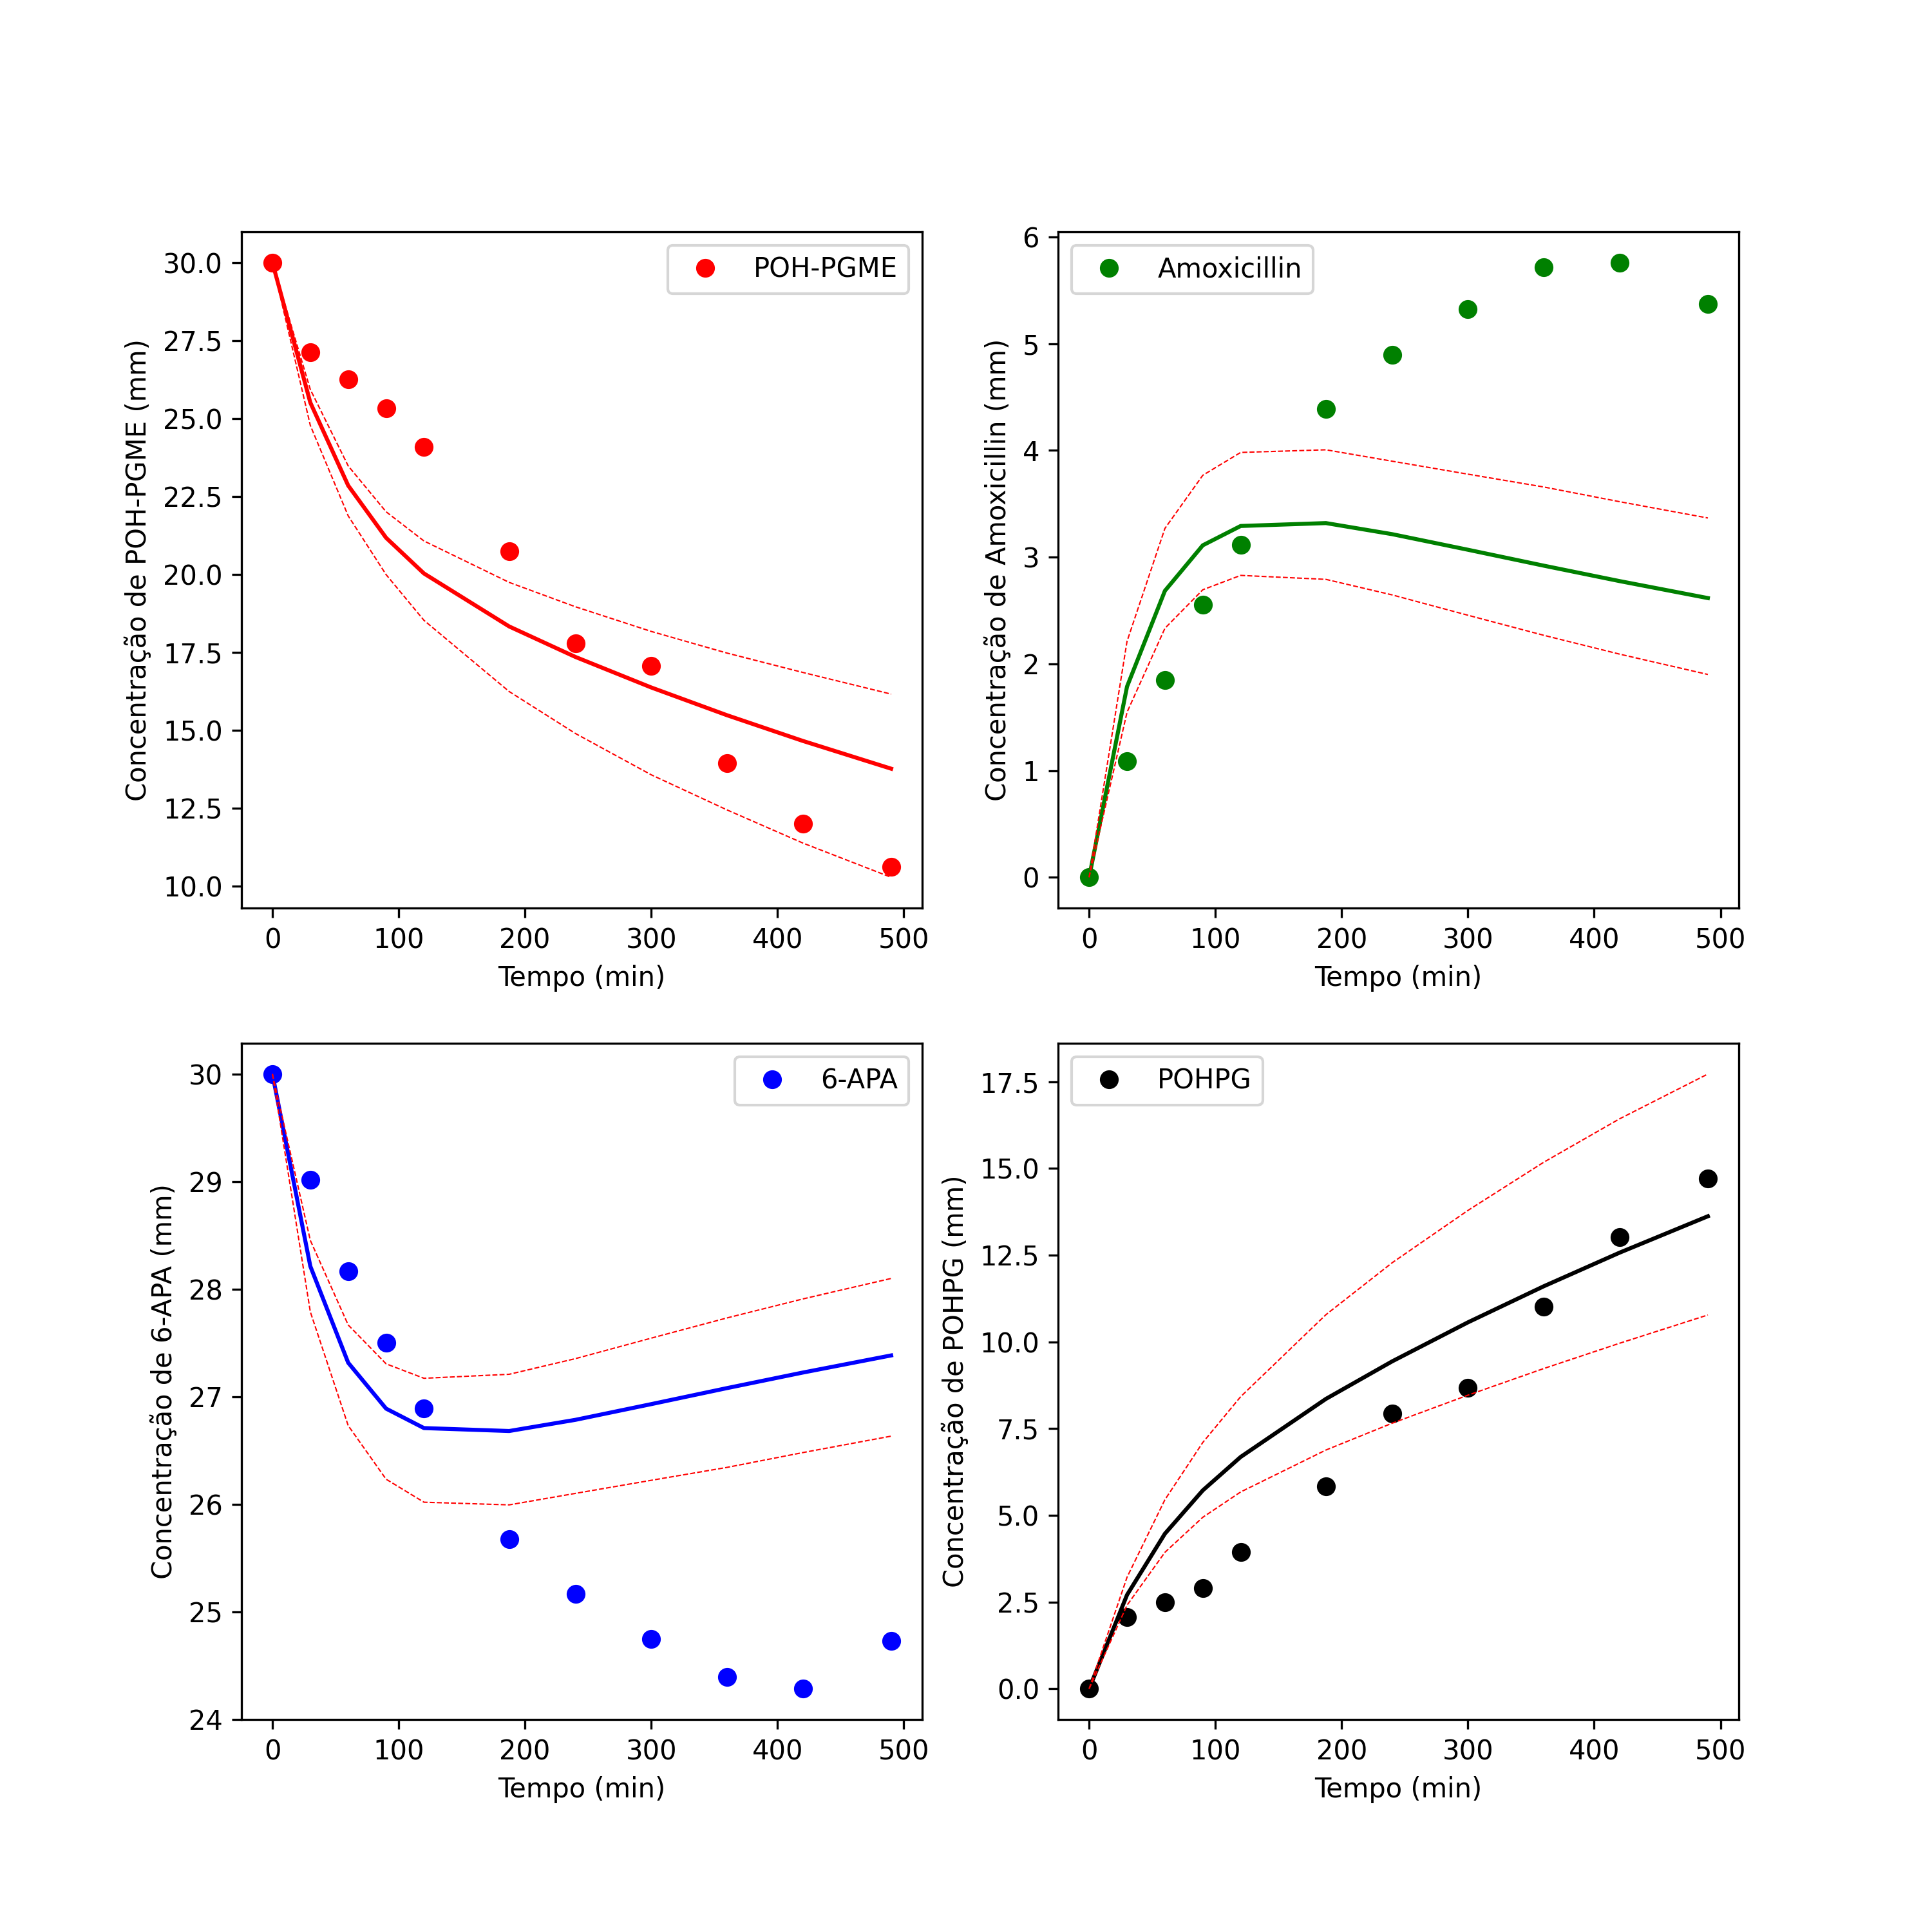 POH-PGME
Concentração de POH-PGME (mm)
30.0
27.5
25.0
22.5
20.0
17.5
15.0
12.5
10.0
0 100 200 300 400 500
Tempo (min)
Amoxicillin
Concentração de Amoxicillin (mm)
6
5
4
3
2
1
0
0 100 200 300 400 500
Tempo (min)
6-APA
Concentração de 6-APA (mm)
30
29
28
27
26
25
24
0 100 200 300 400 500
Tempo (min)
POHPG
Concentração de POHPG (mm)
17.5
15.0
12.5
10.0
7.5
5.0
2.5
0.0
0 100 200 300 400 500
Tempo (min)